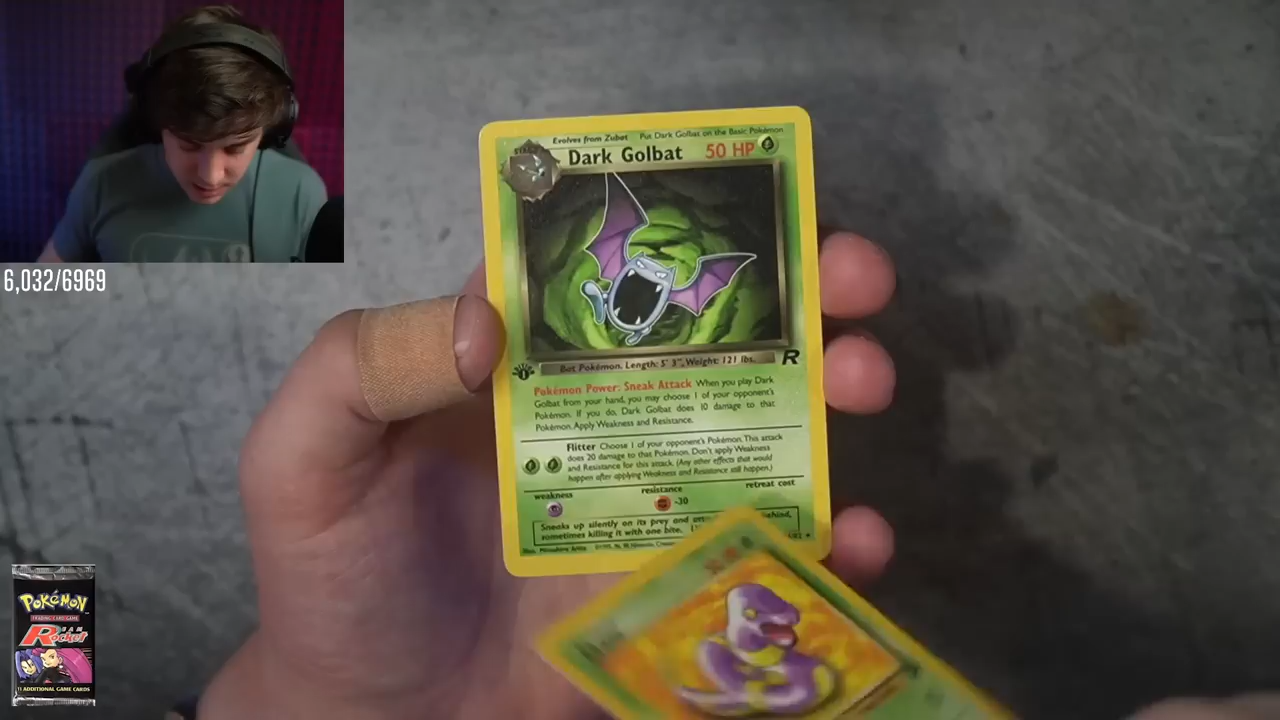 Evolves from Zubat Put Dark Golbat on the Basic Pokémon
Dark Golbat 50 HP
6,032/6969
Bat Pokémon. Length: 5' 3", Weight: 121 lbs.
R
1
Pokémon Power: Sneak Attack When you play Dark
Golbat from your hand, you may choose 1 of your opponent's
Pokémon. If you do, Dark Golbat does 10 damage to that
Pokémon. Apply Weakness and Resistance.
Flitter Choose 1 of your opponent's Pokémon. This attack
does 20 damage to that Pokémon. Don't apply Weakness
and Resistance for this attack. (Any other effects that would
happen after applying Weakness and Resistance still happen.)
weakness resistance retreat cost
-30
Sneaks up silently on its prey and
sometimes killing it with one bite.
POKÉMON
TRADING CARD GAME
TEAM
Rocket
11 ADDITIONAL GAME CARDS